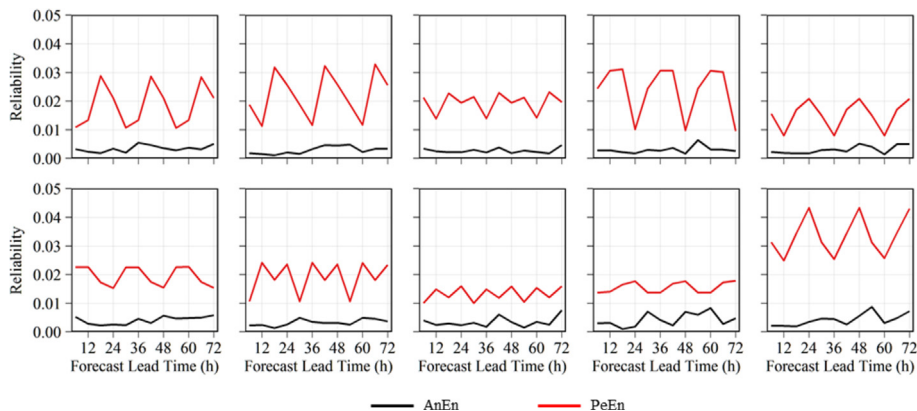 0.05
0.04
0.03
0.02
0.01
0.00
Reliability
0.05
0.04
0.03
0.02
0.01
0.00
Reliability
12 24 36 48 60 72
12 24 36 48 60 72
12 24 36 48 60 72
12 24 36 48 60 72
12 24 36 48 60 72
Forecast Lead Time (h)
Forecast Lead Time (h)
Forecast Lead Time (h)
Forecast Lead Time (h)
Forecast Lead Time (h)
AnEn
PeEn